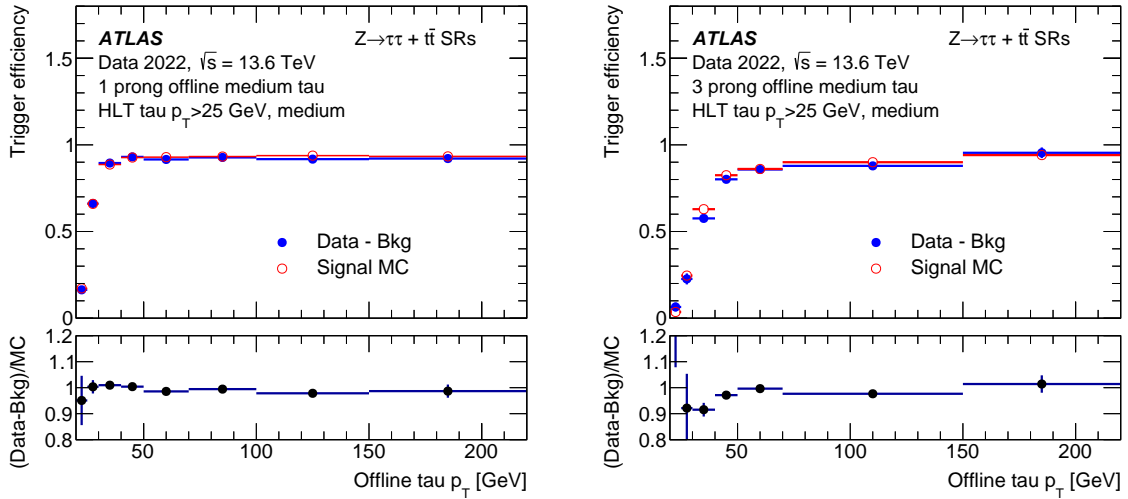 ATLAS Z→ττ + tt̄ SRs
Data 2022, √s = 13.6 TeV
1 prong offline medium tau
HLT tau p_T>25 GeV, medium
Trigger efficiency
1.5
1
0.5
0
Data - Bkg
Signal MC
(Data-Bkg)/MC
1.2
1.1
1.0
0.9
0.8
50 100 150 200
Offline tau p_T [GeV]
ATLAS Z→ττ + tt̄ SRs
Data 2022, √s = 13.6 TeV
3 prong offline medium tau
HLT tau p_T>25 GeV, medium
Trigger efficiency
1.5
1
0.5
0
Data - Bkg
Signal MC
(Data-Bkg)/MC
1.2
1.1
1.0
0.9
0.8
50 100 150 200
Offline tau p_T [GeV]